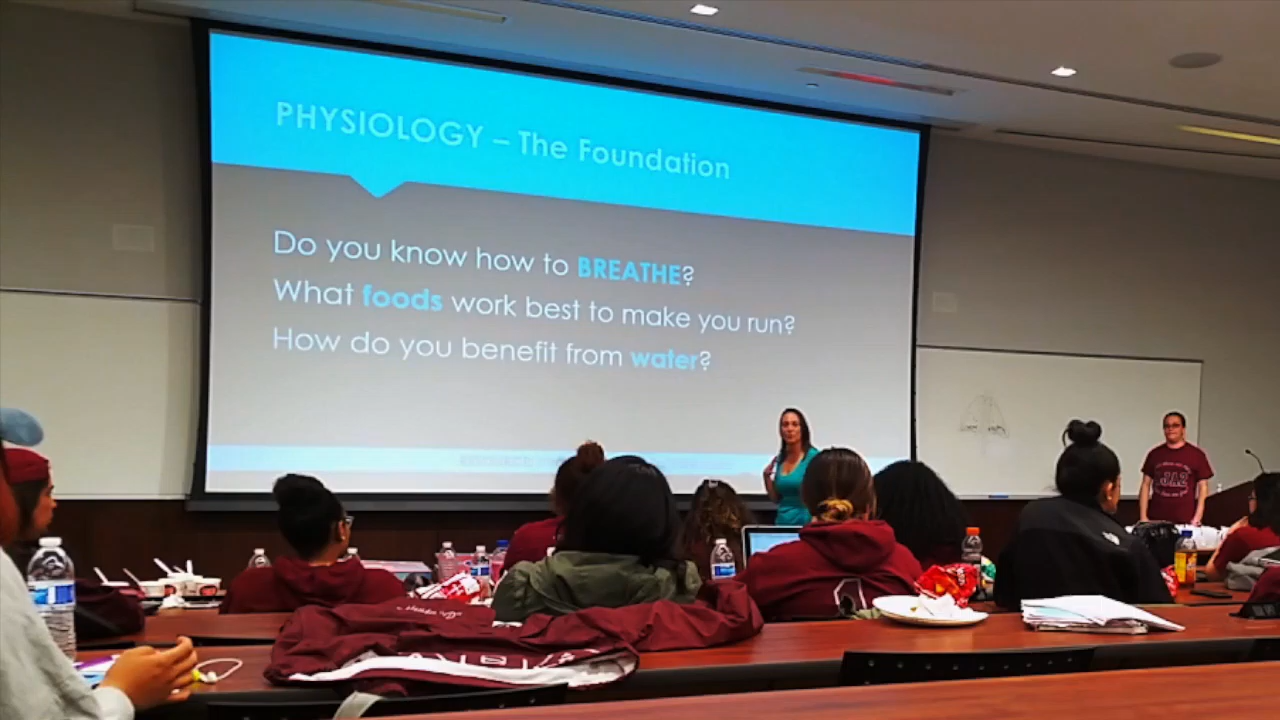 PHYSIOLOGY – The Foundation
Do you know how to BREATHE?
What foods work best to make you run?
How do you benefit from water?